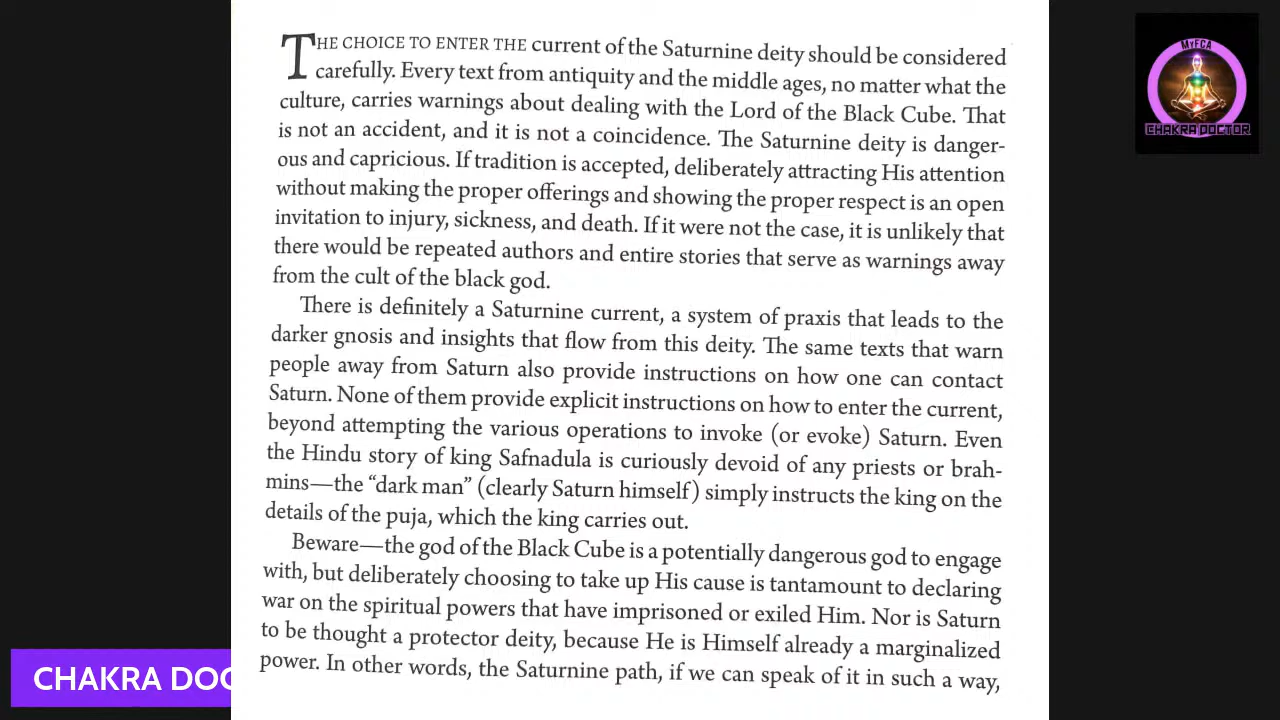 THE CHOICE TO ENTER THE current of the Saturnine deity should be considered
carefully. Every text from antiquity and the middle ages, no matter what the
culture, carries warnings about dealing with the Lord of the Black Cube. That
is not an accident, and it is not a coincidence. The Saturnine deity is danger-
ous and capricious. If tradition is accepted, deliberately attracting His attention
without making the proper offerings and showing the proper respect is an open
invitation to injury, sickness, and death. If it were not the case, it is unlikely that
there would be repeated authors and entire stories that serve as warnings away
from the cult of the black god.
There is definitely a Saturnine current, a system of praxis that leads to the
darker gnosis and insights that flow from this deity. The same texts that warn
people away from Saturn also provide instructions on how one can contact
Saturn. None of them provide explicit instructions on how to enter the current,
beyond attempting the various operations to invoke (or evoke) Saturn. Even
the Hindu story of king Safnadula is curiously devoid of any priests or brah-
mins—the “dark man” (clearly Saturn himself) simply instructs the king on the
details of the puja, which the king carries out.
Beware—the god of the Black Cube is a potentially dangerous god to engage
with, but deliberately choosing to take up His cause is tantamount to declaring
war on the spiritual powers that have imprisoned or exiled Him. Nor is Saturn
to be thought a protector deity, because He is Himself already a marginalized
power. In other words, the Saturnine path, if we can speak of it in such a way,
MYFCA
CHAKRA DOCTOR
CHAKRA DOC